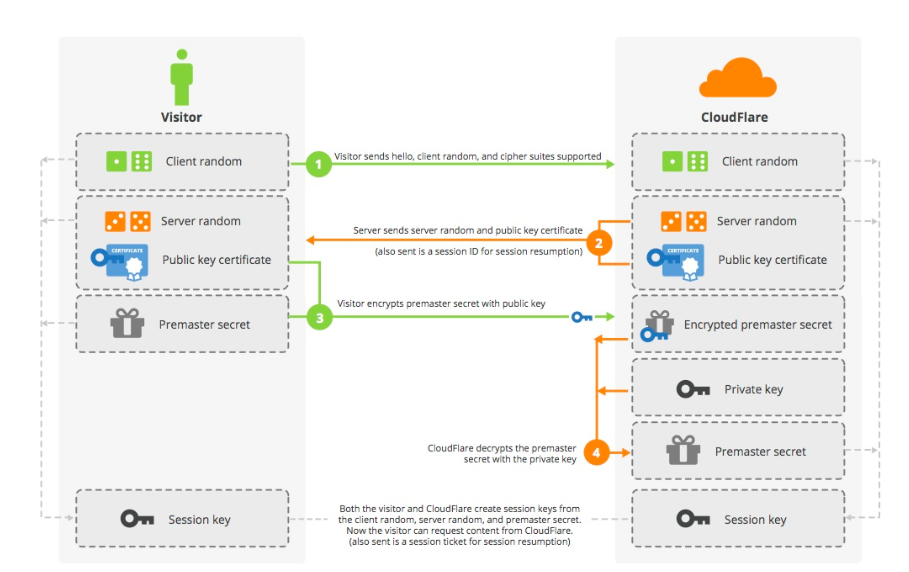 Visitor
CloudFlare
Client random
1
Visitor sends hello, client random, and cipher suites supported
Client random
Server random
Server sends server random and public key certificate
2
Server random
(also sent is a session ID for session resumption)
CERTIFICATE
Public key certificate
CERTIFICATE
Public key certificate
Visitor encrypts premaster secret with public key
Premaster secret
3
Encrypted premaster secret
Private key
CloudFlare decrypts the premaster
secret with the private key
4
Premaster secret
Session key
Both the visitor and CloudFlare create session keys from
the client random, server random, and premaster secret.
Now the visitor can request content from CloudFlare.
(also sent is a session ticket for session resumption)
Session key